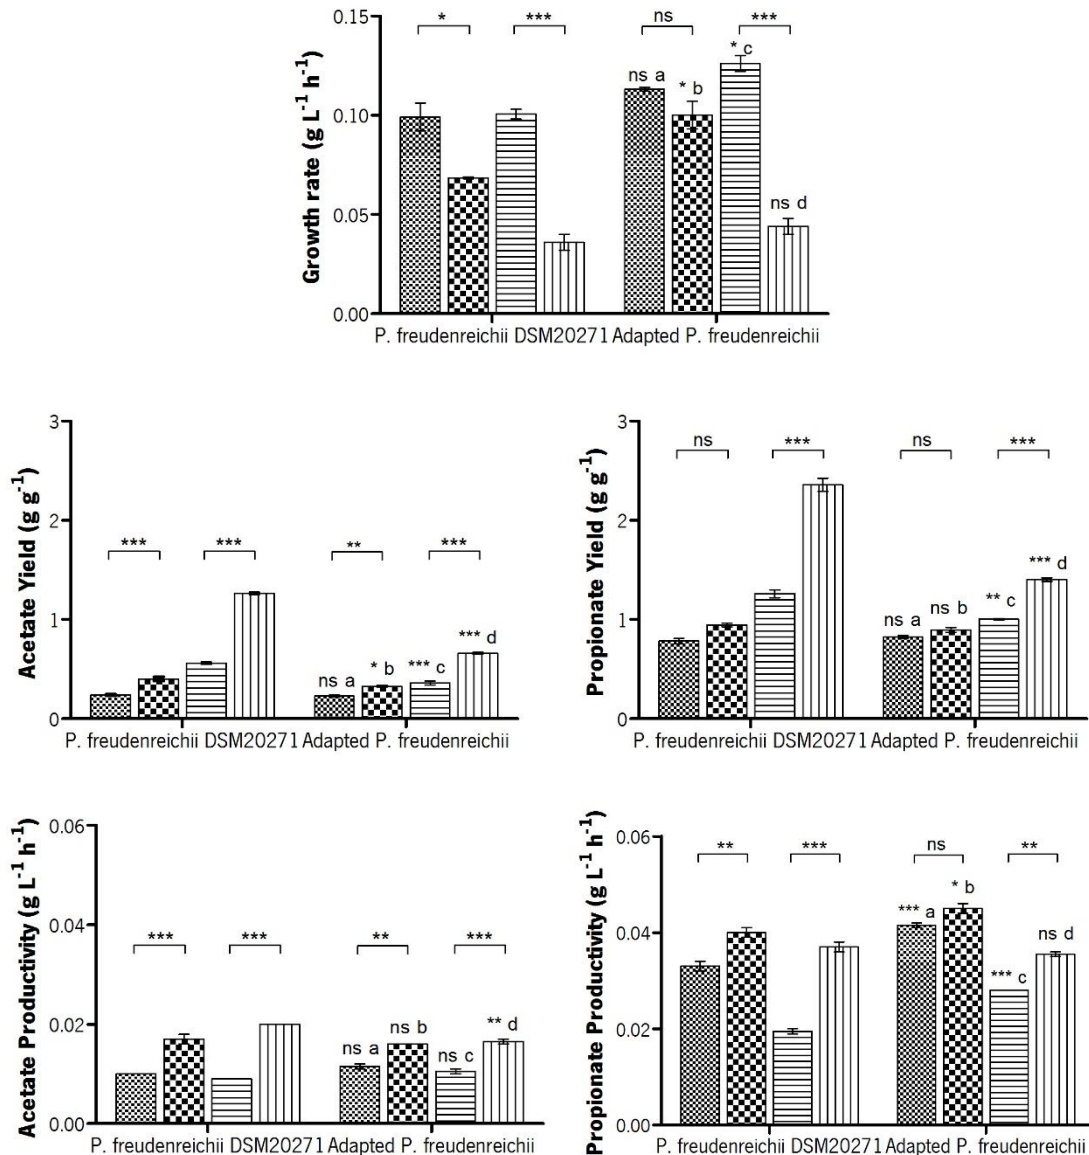 Growth rate (g L⁻¹ h⁻¹)
0.15
0.10
0.05
0.00
* *** ns ***
ns a * b * c ns d
P. freudenreichii DSM20271 Adapted P. freudenreichii
Acetate Yield (g g⁻¹)
3
2
1
0
*** *** ** ***
ns a * b *** c *** d
P. freudenreichii DSM20271 Adapted P. freudenreichii
Propionate Yield (g g⁻¹)
3
2
1
0
ns *** ns ***
ns a ns b ** c *** d
P. freudenreichii DSM20271 Adapted P. freudenreichii
Acetate Productivity (g L⁻¹ h⁻¹)
0.06
0.04
0.02
0.00
*** *** ** ***
ns a ns b ns c ** d
P. freudenreichii DSM20271 Adapted P. freudenreichii
Propionate Productivity (g L⁻¹ h⁻¹)
0.06
0.04
0.02
0.00
** *** ns **
*** a * b *** c ns d
P. freudenreichii DSM20271 Adapted P. freudenreichii